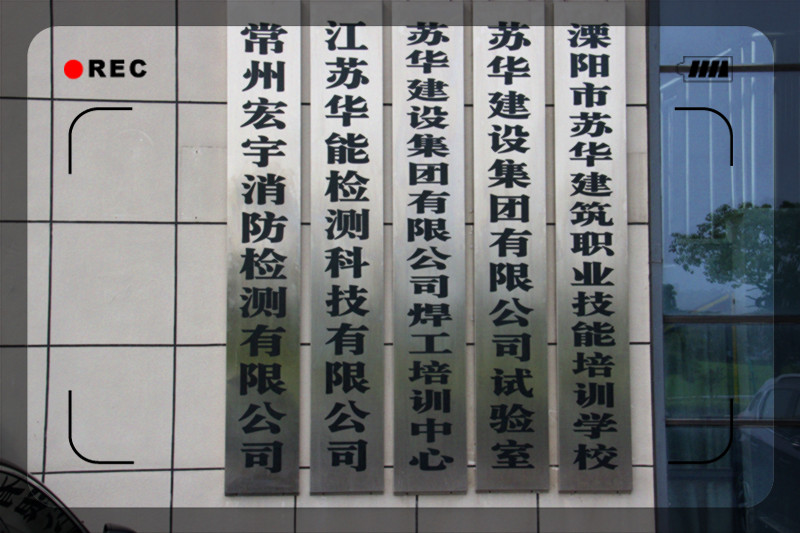 REC
常州宏宇消防检测有限公司
江苏华能检测科技有限公司
苏华建设集团有限公司焊工培训中心
苏华建设集团有限公司试验室
溧阳市苏华建筑职业技能培训学校